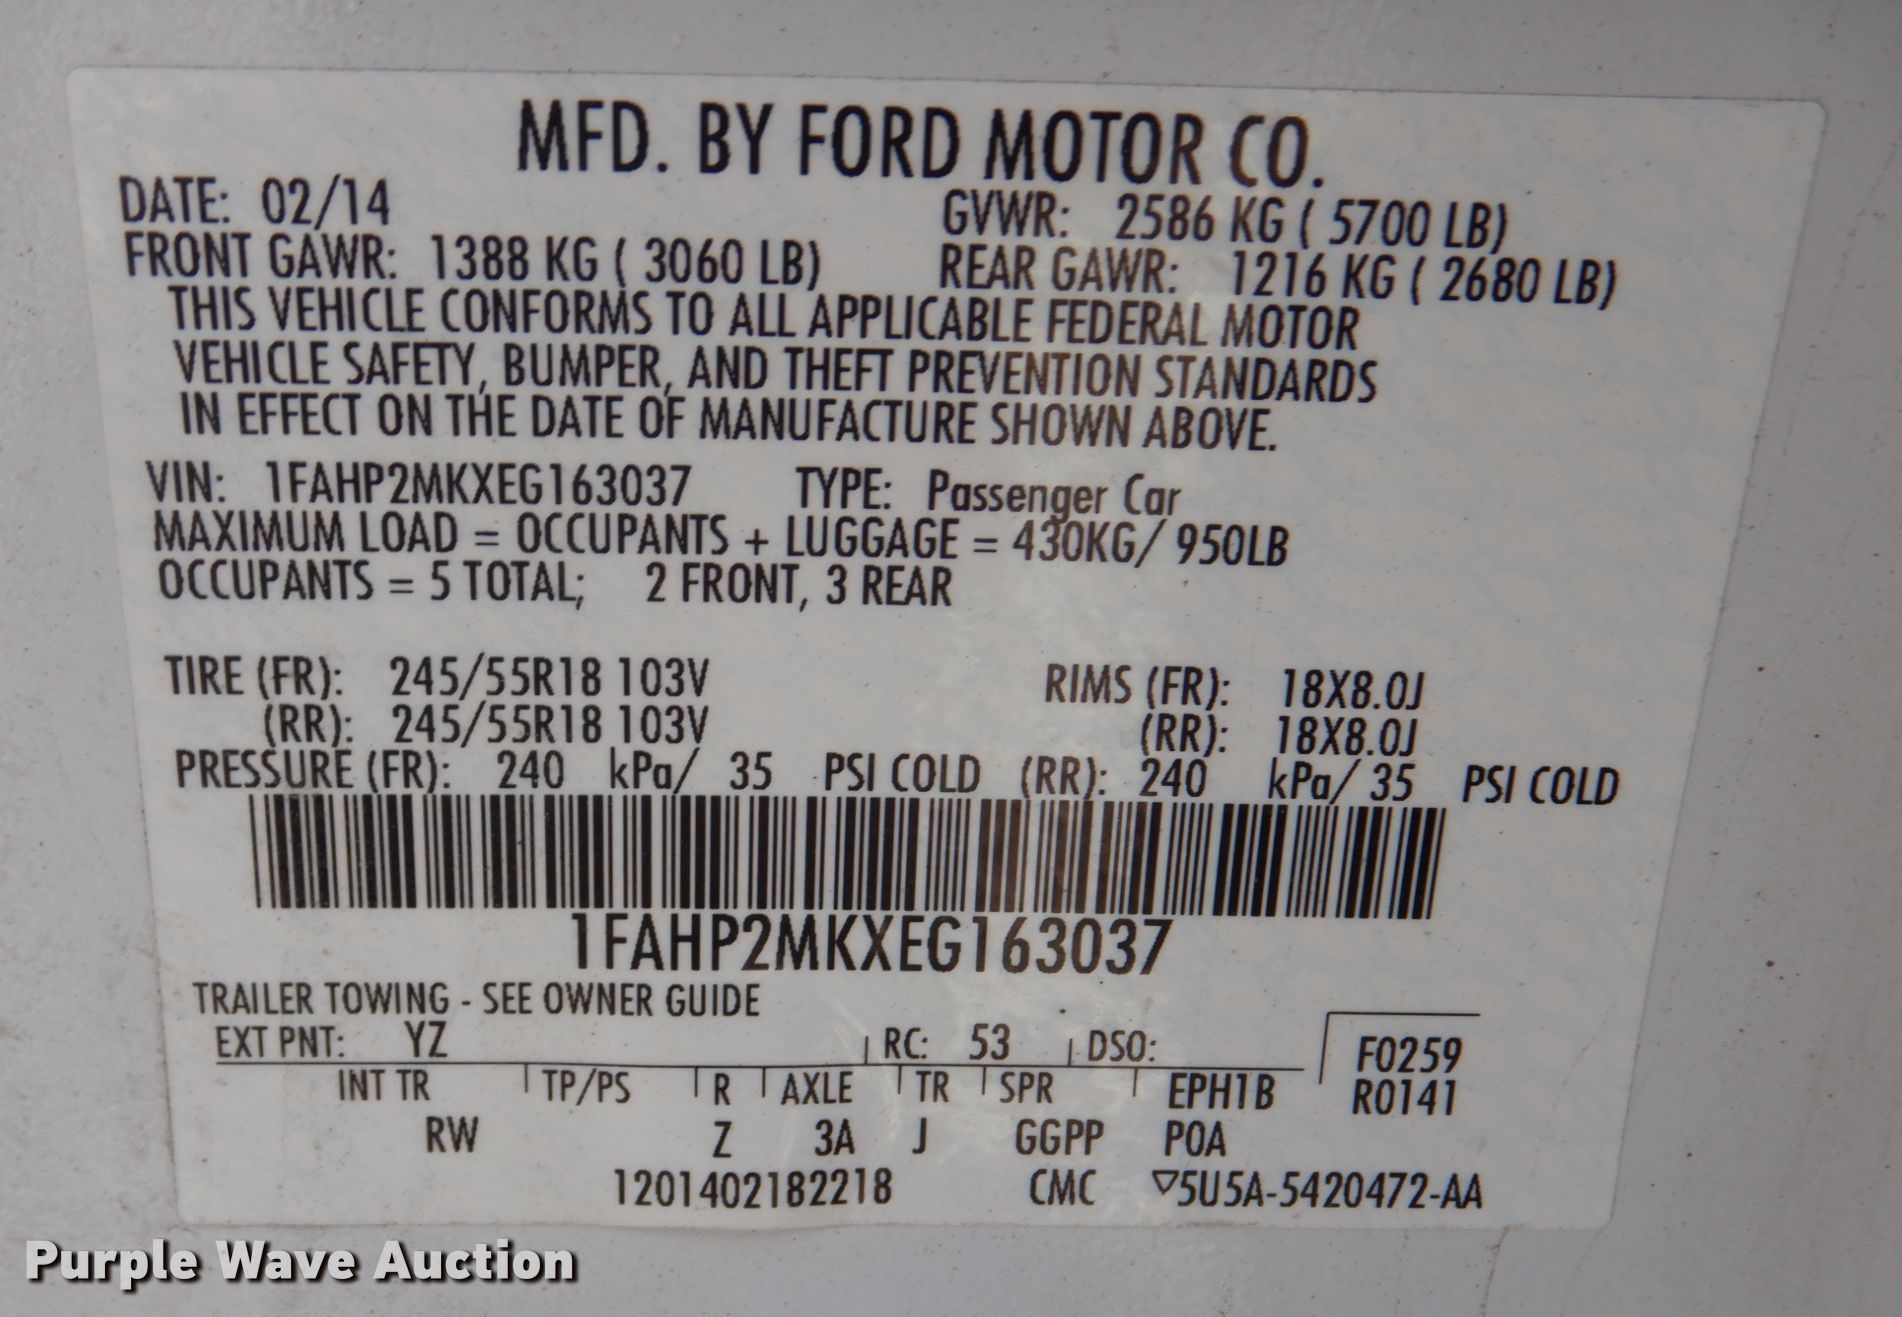 MFD. BY FORD MOTOR CO.
DATE: 02/14 GVWR: 2586 KG ( 5700 LB)
FRONT GAWR: 1388 KG ( 3060 LB) REAR GAWR: 1216 KG ( 2680 LB)
THIS VEHICLE CONFORMS TO ALL APPLICABLE FEDERAL MOTOR
VEHICLE SAFETY, BUMPER, AND THEFT PREVENTION STANDARDS
IN EFFECT ON THE DATE OF MANUFACTURE SHOWN ABOVE.
VIN: 1FAHP2MKXEG163037 TYPE: Passenger Car
MAXIMUM LOAD = OCCUPANTS + LUGGAGE = 430KG/ 950LB
OCCUPANTS = 5 TOTAL; 2 FRONT, 3 REAR
TIRE (FR): 245/55R18 103V RIMS (FR): 18X8.0J
(RR): 245/55R18 103V (RR): 18X8.0J
PRESSURE (FR): 240 kPa/ 35 PSI COLD (RR): 240 kPa/ 35 PSI COLD
1FAHP2MKXEG163037
TRAILER TOWING - SEE OWNER GUIDE
EXT PNT: YZ RC: 53 DSO: F0259
INT TR TP/PS R AXLE TR SPR EPH1B R0141
RW Z 3A J GGPP P0A
1201402182218 CMC ▽5U5A-5420472-AA
Purple Wave Auction